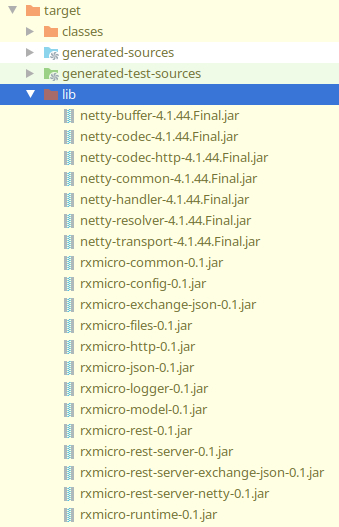 target
classes
generated-sources
generated-test-sources
lib
netty-buffer-4.1.44.Final.jar
netty-codec-4.1.44.Final.jar
netty-codec-http-4.1.44.Final.jar
netty-common-4.1.44.Final.jar
netty-handler-4.1.44.Final.jar
netty-resolver-4.1.44.Final.jar
netty-transport-4.1.44.Final.jar
rxmicro-common-0.1.jar
rxmicro-config-0.1.jar
rxmicro-exchange-json-0.1.jar
rxmicro-files-0.1.jar
rxmicro-http-0.1.jar
rxmicro-json-0.1.jar
rxmicro-logger-0.1.jar
rxmicro-model-0.1.jar
rxmicro-rest-0.1.jar
rxmicro-rest-server-0.1.jar
rxmicro-rest-server-exchange-json-0.1.jar
rxmicro-rest-server-netty-0.1.jar
rxmicro-runtime-0.1.jar